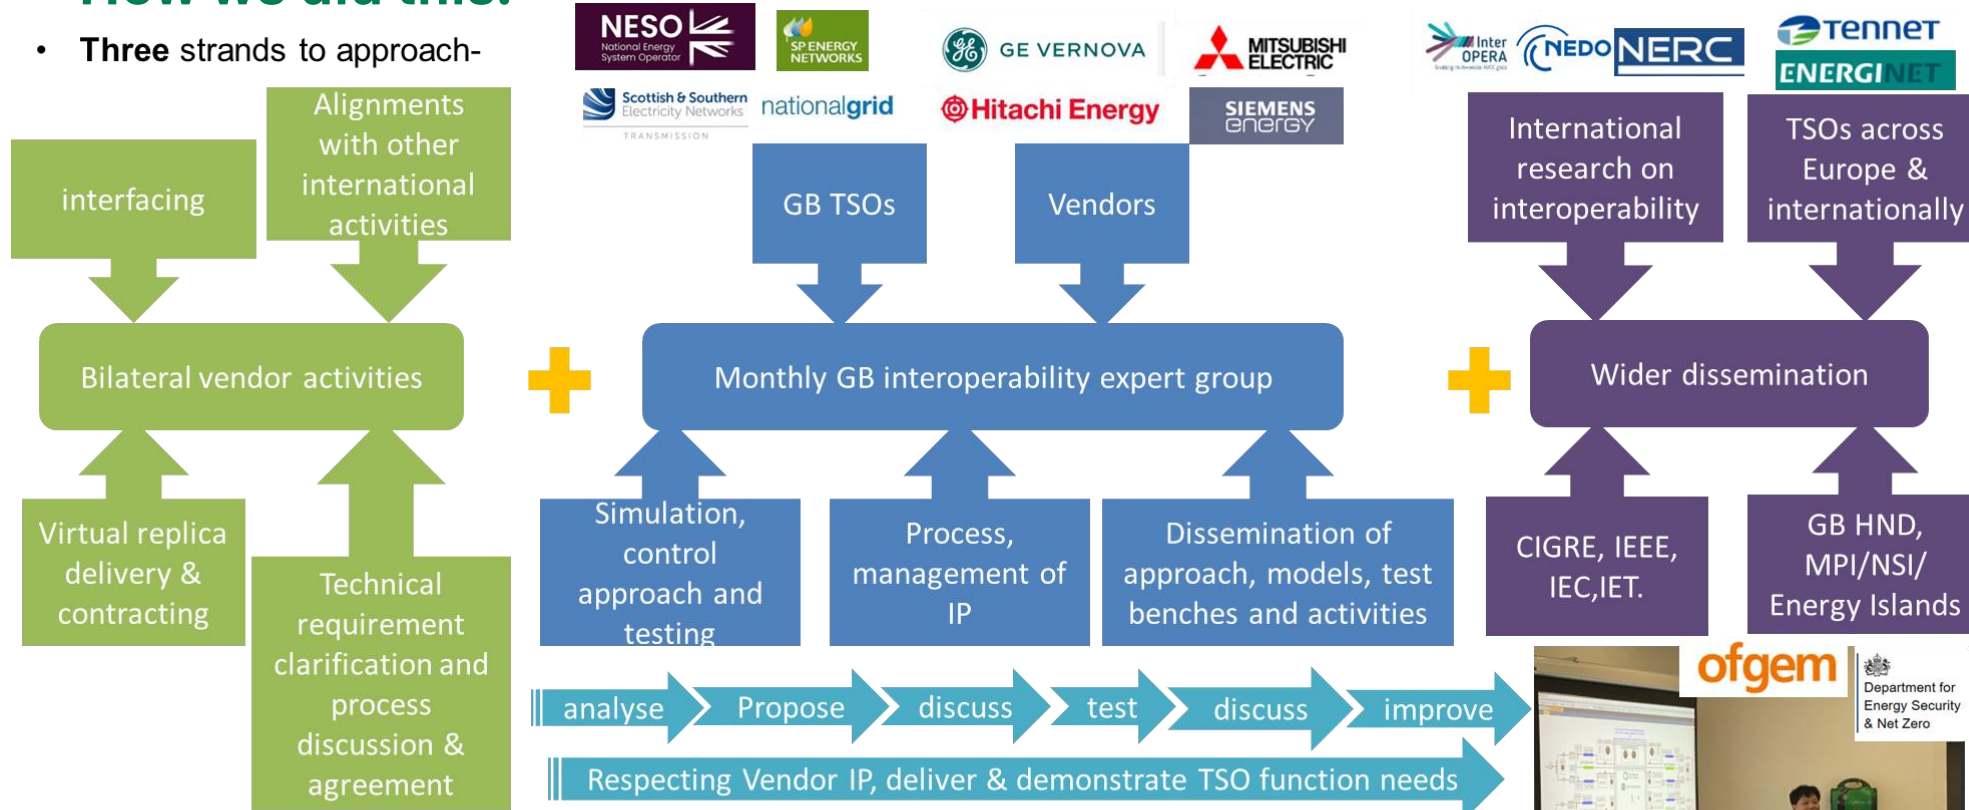 How we did this:
• Three strands to approach-
NESO
National Energy
System Operator
SP ENERGY
NETWORKS
GE VERNOVA
MITSUBISHI
ELECTRIC
Inter
OPERA
NEDO
NERC
TenneT
ENERGINET
Scottish & Southern
Electricity Networks
TRANSMISSION
nationalgrid
Hitachi Energy
SIEMENS
energy
interfacing
Alignments
with other
international
activities
GB TSOs
Vendors
International
research on
interoperability
TSOs across
Europe &
internationally
Bilateral vendor activities
Monthly GB interoperability expert group
Wider dissemination
Virtual replica
delivery &
contracting
Technical
requirement
clarification and
process
discussion &
agreement
Simulation,
control
approach and
testing
Process,
management of
IP
Dissemination of
approach, models, test
benches and activities
CIGRE, IEEE,
IEC,IET.
GB HND,
MPI/NSI/
Energy Islands
analyse
Propose
discuss
test
discuss
improve
Respecting Vendor IP, deliver & demonstrate TSO function needs
ofgem
Department for
Energy Security
& Net Zero